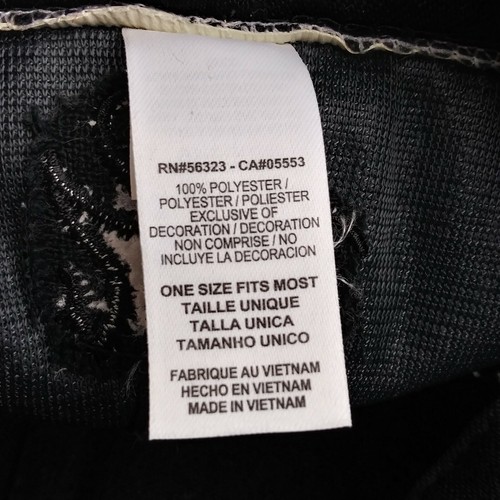 RN#56323 - CA#05553
100% POLYESTER /
POLYESTER / POLIESTER
EXCLUSIVE OF
DECORATION / DECORATION
NON COMPRISE / NO
INCLUYE LA DECORACION
ONE SIZE FITS MOST
TAILLE UNIQUE
TALLA UNICA
TAMANHO UNICO
FABRIQUE AU VIETNAM
HECHO EN VIETNAM
MADE IN VIETNAM